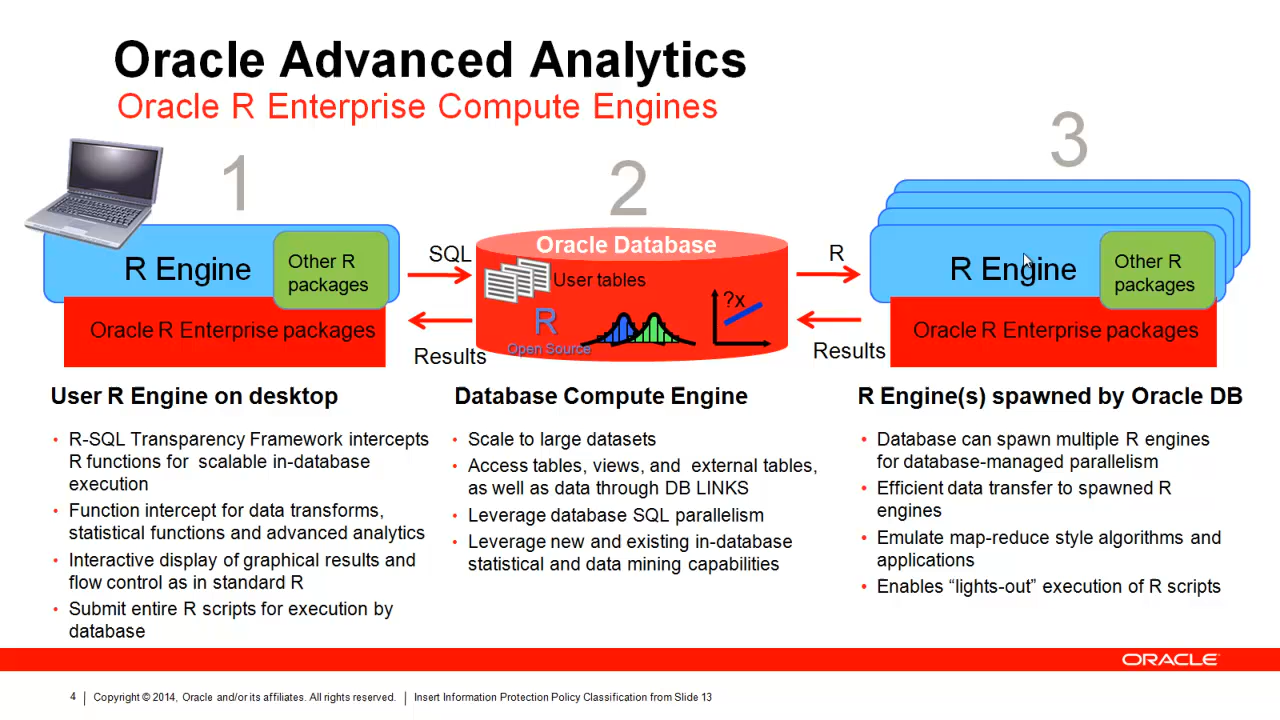 Oracle Advanced Analytics
Oracle R Enterprise Compute Engines
1
2
3
R Engine
Other R
packages
Oracle R Enterprise packages
SQL
Results
Oracle Database
User tables
R
Open Source
?x
R
Results
R Engine
Other R
packages
Oracle R Enterprise packages
User R Engine on desktop
• R-SQL Transparency Framework intercepts
R functions for scalable in-database
execution
• Function intercept for data transforms,
statistical functions and advanced analytics
• Interactive display of graphical results and
flow control as in standard R
• Submit entire R scripts for execution by
database
Database Compute Engine
• Scale to large datasets
• Access tables, views, and external tables,
as well as data through DB LINKS
• Leverage database SQL parallelism
• Leverage new and existing in-database
statistical and data mining capabilities
R Engine(s) spawned by Oracle DB
• Database can spawn multiple R engines
for database-managed parallelism
• Efficient data transfer to spawned R
engines
• Emulate map-reduce style algorithms and
applications
• Enables “lights-out” execution of R scripts
ORACLE
4 | Copyright © 2014, Oracle and/or its affiliates. All rights reserved. | Insert Information Protection Policy Classification from Slide 13